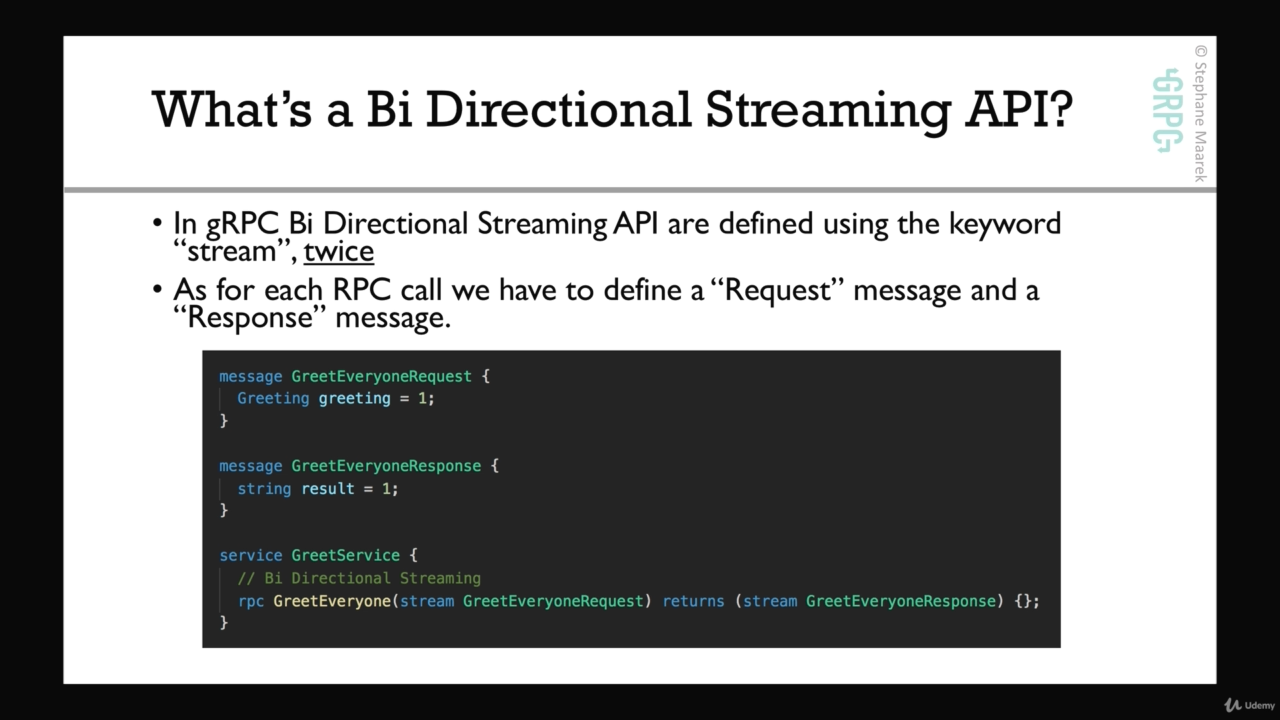 What's a Bi Directional Streaming API?
© Stephane Maarek
GRPC
• In gRPC Bi Directional Streaming API are defined using the keyword
“stream”, twice
• As for each RPC call we have to define a “Request” message and a
“Response” message.
message GreetEveryoneRequest {
  Greeting greeting = 1;
}
message GreetEveryoneResponse {
  string result = 1;
}
service GreetService {
  // Bi Directional Streaming
  rpc GreetEveryone(stream GreetEveryoneRequest) returns (stream GreetEveryoneResponse) {};
}
Udemy